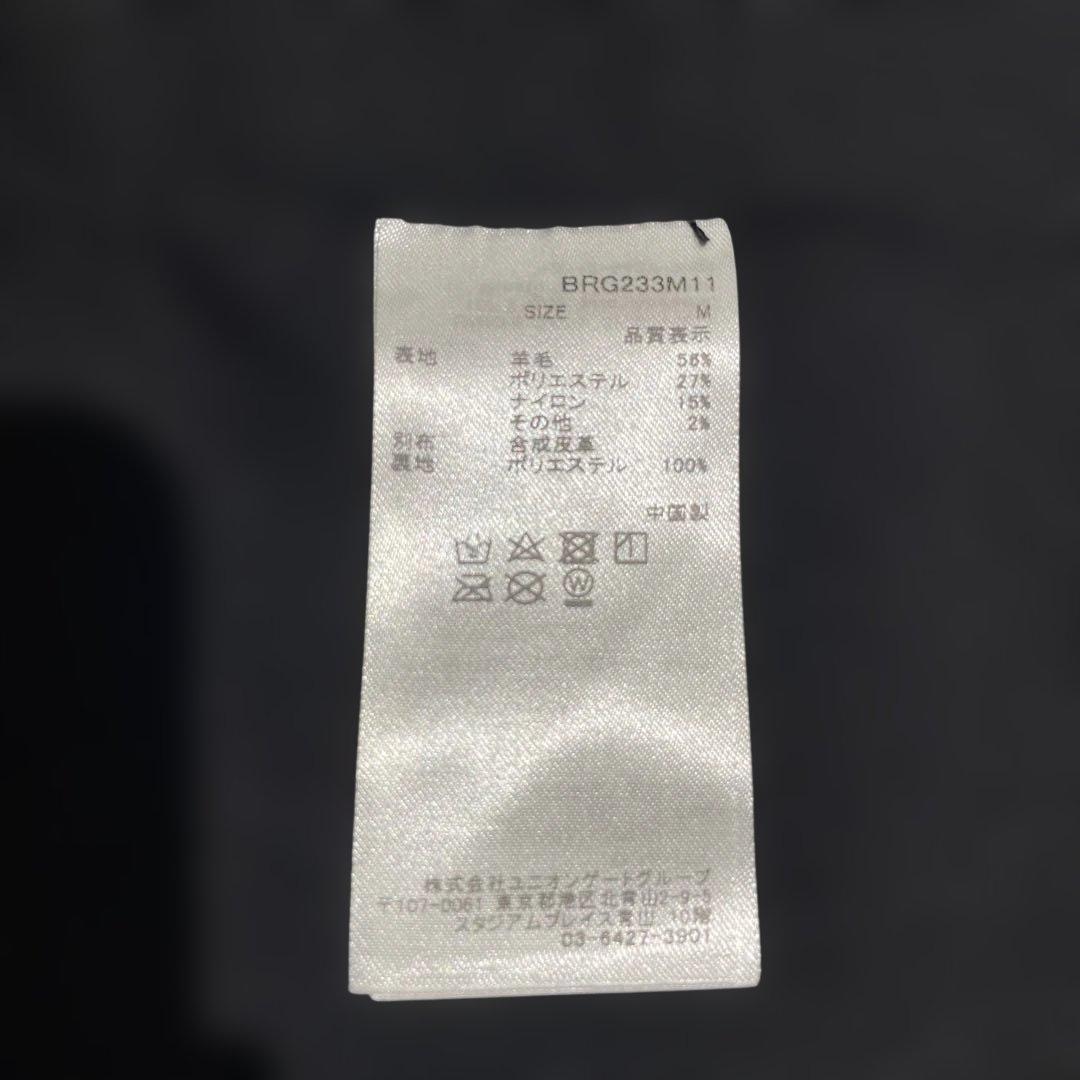 BRG233M11
SIZE M
品質表示
表地 羊毛 56%
ポリエステル 27%
ナイロン 15%
その他 2%
別布 合成皮革
裏地 ポリエステル 100%
中国製
W
株式会社ユニオンゲートグループ
〒107-0061 東京都港区北青山2-9-5
スタジアムプレイス青山 10階
03-6427-3901